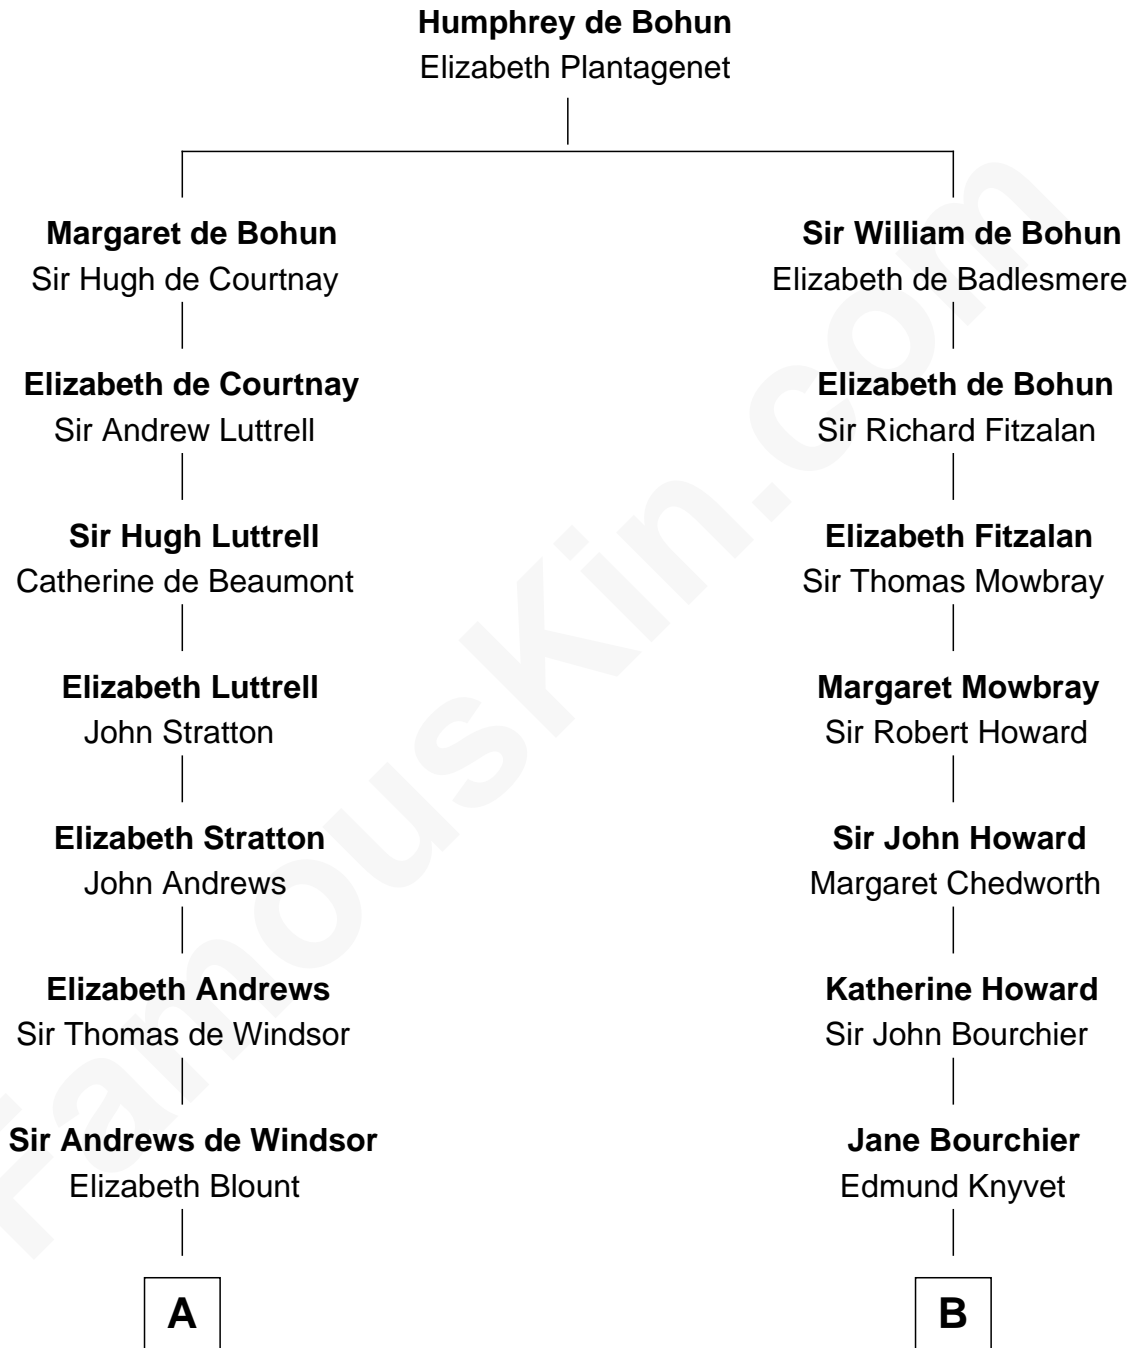 Humphrey de Bohun
Elizabeth Plantagenet
Margaret de Bohun
Sir Hugh de Courtnay
Elizabeth de Courtnay
Sir Andrew Luttrell
Sir Hugh Luttrell
Catherine de Beaumont
Elizabeth Luttrell
John Stratton
Elizabeth Stratton
John Andrews
Elizabeth Andrews
Sir Thomas de Windsor
Sir Andrews de Windsor
Elizabeth Blount
A
Sir William de Bohun
Elizabeth de Badlesmere
Elizabeth de Bohun
Sir Richard Fitzalan
Elizabeth Fitzalan
Sir Thomas Mowbray
Margaret Mowbray
Sir Robert Howard
Sir John Howard
Margaret Chedworth
Katherine Howard
Sir John Bourchier
Jane Bourchier
Edmund Knyvet
B
FamousKin.com